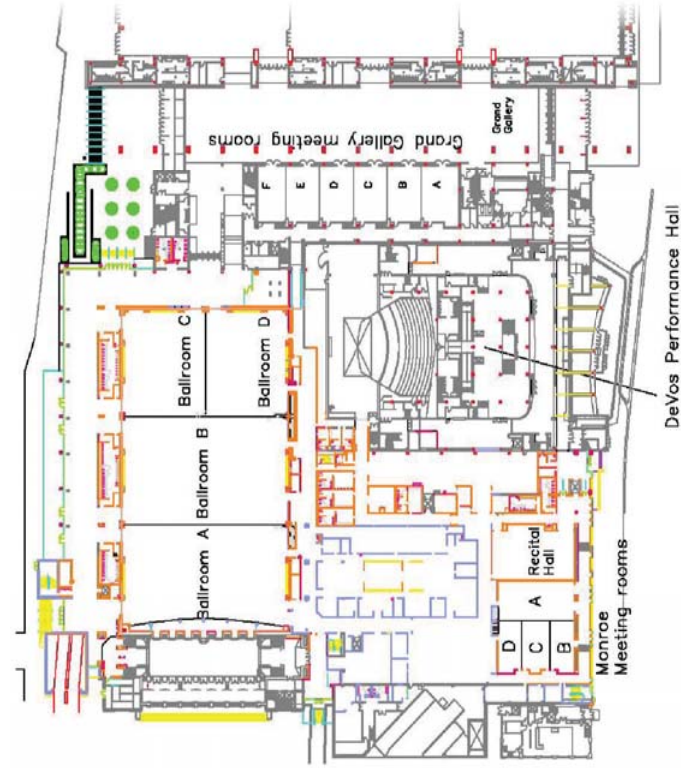 Grand Gallery meeting rooms
Grand
Gallery
F
E
D
C
B
A
DeVos Performance Hall
Ballroom C
Ballroom D
Ballroom B
Ballroom A
Recital
Hall
A
D
C
B
Monroe
Meeting rooms